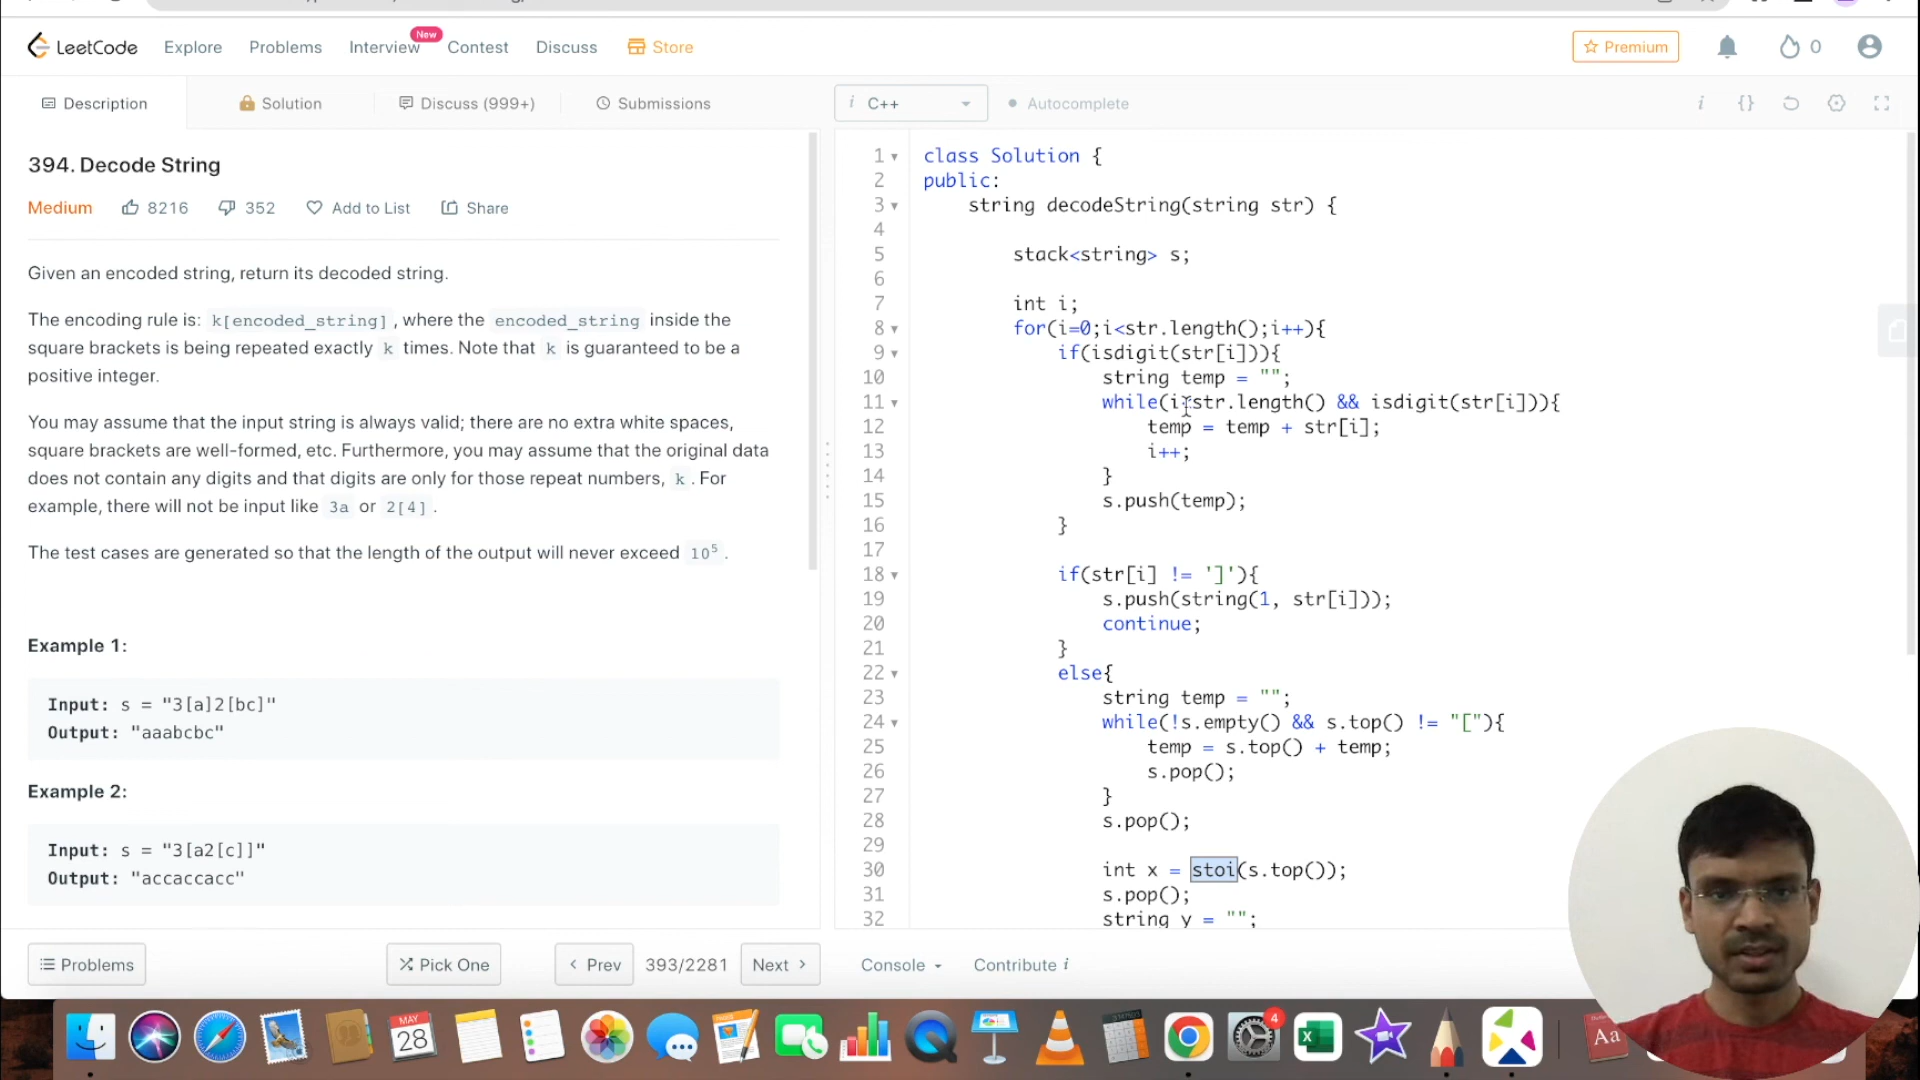 LeetCode
Explore
Problems
Interview
New
Contest
Discuss
Store
Premium
0
Description
Solution
Discuss (999+)
Submissions
i C++
Autocomplete
394. Decode String
Medium
8216
352
Add to List
Share
Given an encoded string, return its decoded string.
The encoding rule is: k[encoded_string], where the encoded_string inside the
square brackets is being repeated exactly k times. Note that k is guaranteed to be a
positive integer.
You may assume that the input string is always valid; there are no extra white spaces,
square brackets are well-formed, etc. Furthermore, you may assume that the original data
does not contain any digits and that digits are only for those repeat numbers, k. For
example, there will not be input like 3a or 2[4].
The test cases are generated so that the length of the output will never exceed 10⁵.
Example 1:
Input: s = "3[a]2[bc]"
Output: "aaabcbc"
Example 2:
Input: s = "3[a2[c]]"
Output: "accaccacc"
1 class Solution {
2 public:
3 string decodeString(string str) {
4
5 stack<string> s;
6
7 int i;
8 for(i=0;i<str.length();i++){
9 if(isdigit(str[i])){
10 string temp = "";
11 while(i<str.length() && isdigit(str[i])){
12 temp = temp + str[i];
13 i++;
14 }
15 s.push(temp);
16 }
17
18 if(str[i] != ']'){
19 s.push(string(1, str[i]));
20 continue;
21 }
22 else{
23 string temp = "";
24 while(!s.empty() && s.top() != "["){
25 temp = s.top() + temp;
26 s.pop();
27 }
28 s.pop();
29
30 int x = stoi(s.top());
31 s.pop();
32 string y = "";
Problems
Pick One
Prev
393/2281
Next
Console
Contribute i
MAY
28
4
Aa